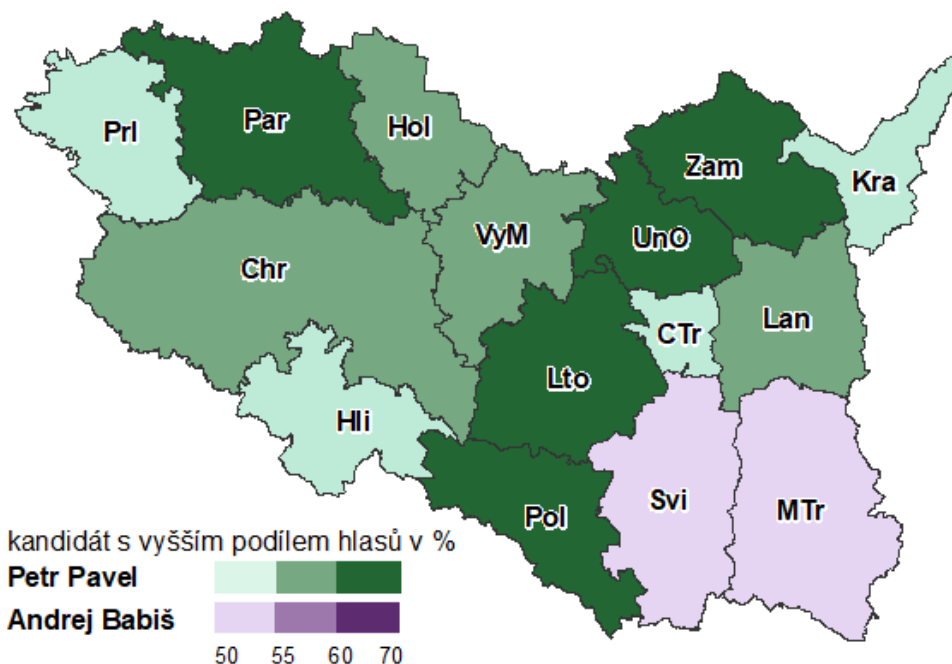 Prl
Par
Hol
Zam
Kra
VyM
UnO
Chr
Lan
CTr
Lto
Hli
Svi
MTr
Pol
kandidát s vyšším podílem hlasů v %
Petr Pavel
Andrej Babiš
50 55 60 70